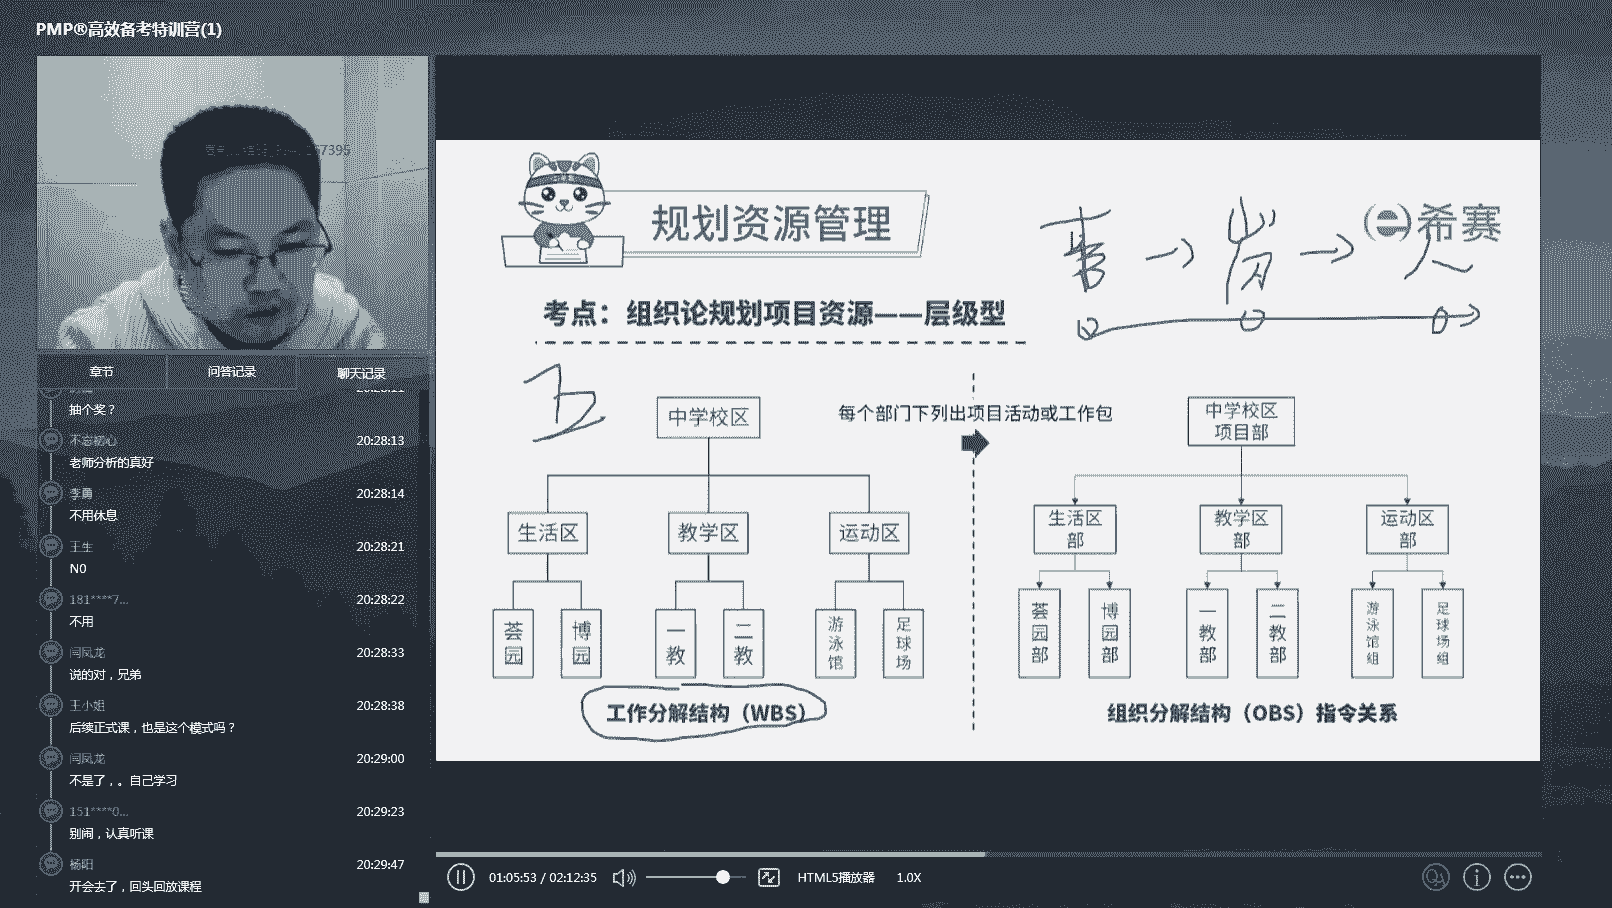 PMP®高效备考特训营(1)
7395
章节
问答记录
聊天记录
抽个奖？
不忘初心
20:28:13
老师分析的真好
李勇
20:28:14
不用休息
王生
20:28:21
NO
181****7...
20:28:22
不用
闫凤龙
20:28:33
说的对，兄弟
王小姐
20:28:38
后续正式课，也是这个模式吗？
闫凤龙
20:29:00
不是了，。自己学习
151****0...
20:29:23
别闹，认真听课
杨阳
20:29:47
开会去了，回头回放课程
规划资源管理
希赛
事→岗→人
考点：组织论规划项目资源——层级型
每个部门下列出项目活动或工作包
中学校区
生活区
教学区
运动区
荟园
博园
一教
二教
游泳馆
足球场
工作分解结构（WBS）
中学校区
项目部
生活区
部
教学区
部
运动区
部
荟园部
博园部
一教部
二教部
游泳馆组
足球场组
组织分解结构（OBS）指令关系
01:05:53 / 02:12:35
HTML5播放器
1.0X